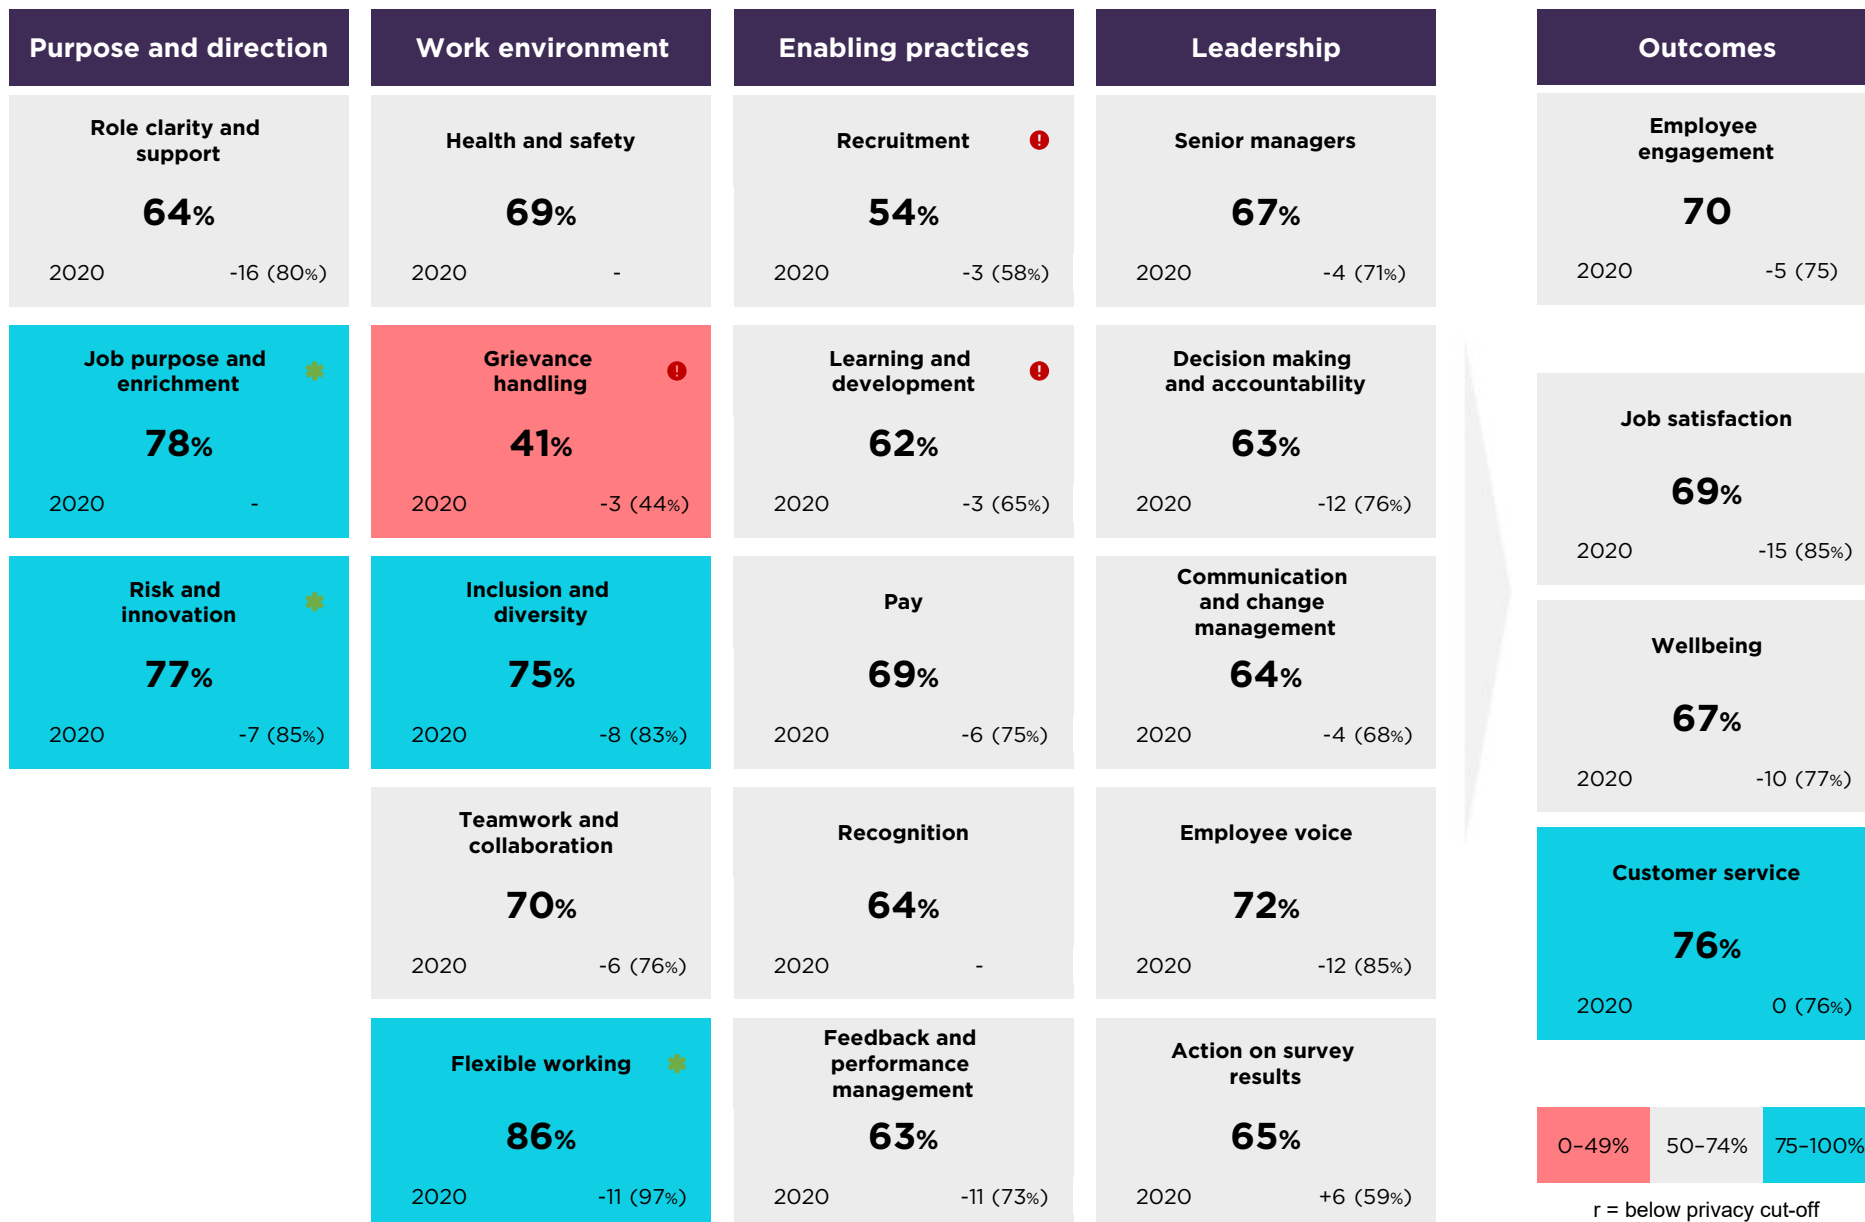 Purpose and direction
Role clarity and
support
64%
2020 -16 (80%)
Job purpose and
enrichment
78%
2020 -
Risk and
innovation
77%
2020 -7 (85%)
Work environment
Health and safety
69%
2020 -
Grievance
handling
41%
2020 -3 (44%)
Inclusion and
diversity
75%
2020 -8 (83%)
Teamwork and
collaboration
70%
2020 -6 (76%)
Flexible working
86%
2020 -11 (97%)
Enabling practices
Recruitment
54%
2020 -3 (58%)
Learning and
development
62%
2020 -3 (65%)
Pay
69%
2020 -6 (75%)
Recognition
64%
2020 -
Feedback and
performance
management
63%
2020 -11 (73%)
Leadership
Senior managers
67%
2020 -4 (71%)
Decision making
and accountability
63%
2020 -12 (76%)
Communication
and change
management
64%
2020 -4 (68%)
Employee voice
72%
2020 -12 (85%)
Action on survey
results
65%
2020 +6 (59%)
Outcomes
Employee
engagement
70
2020 -5 (75)
Job satisfaction
69%
2020 -15 (85%)
Wellbeing
67%
2020 -10 (77%)
Customer service
76%
2020 0 (76%)
0-49% 50-74% 75-100%
r = below privacy cut-off